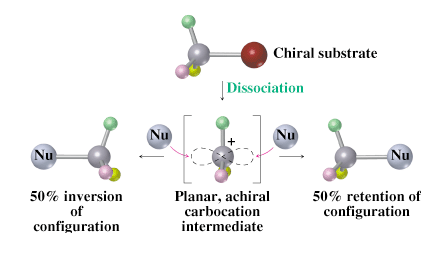 Chiral substrate
Dissociation
Nu
Nu
+
Nu
Nu
50% inversion
of
configuration
Planar, achiral
carbocation
intermediate
50% retention of
configuration